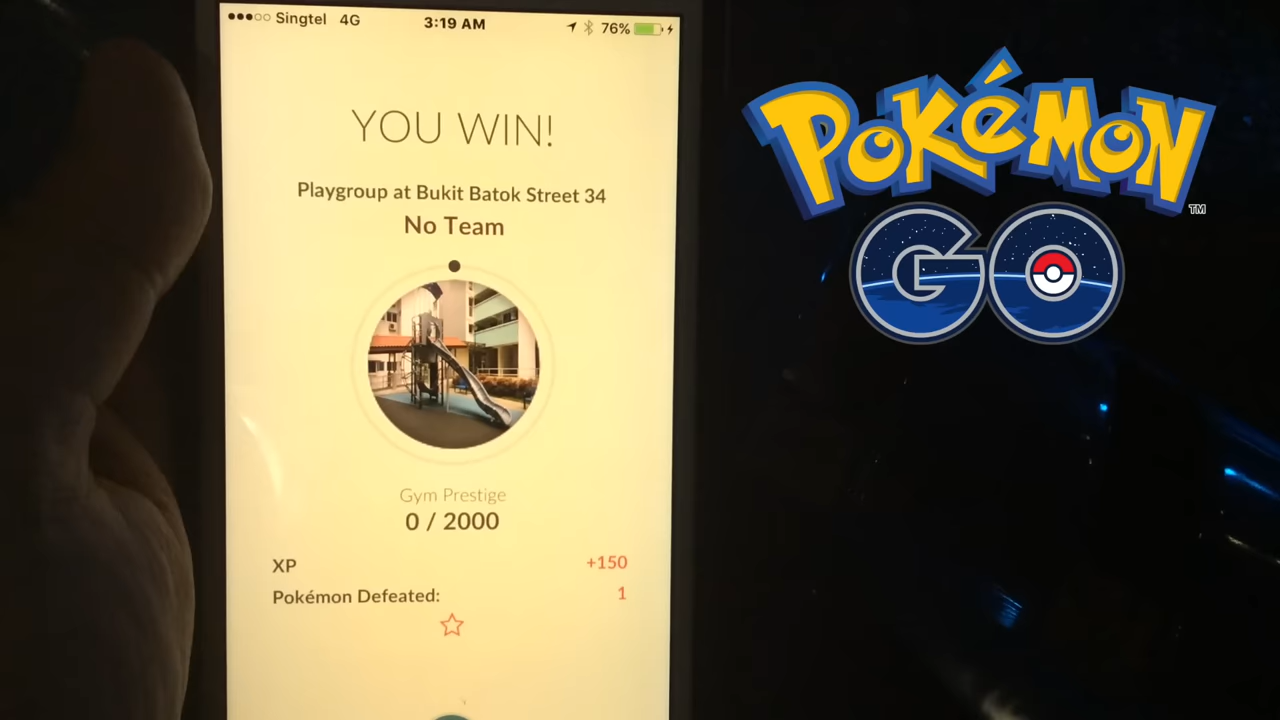 Singtel 4G 3:19 AM 76%
YOU WIN!
Playgroup at Bukit Batok Street 34
No Team
Gym Prestige
0 / 2000
XP +150
Pokémon Defeated: 1
POKéMON
TM
GO